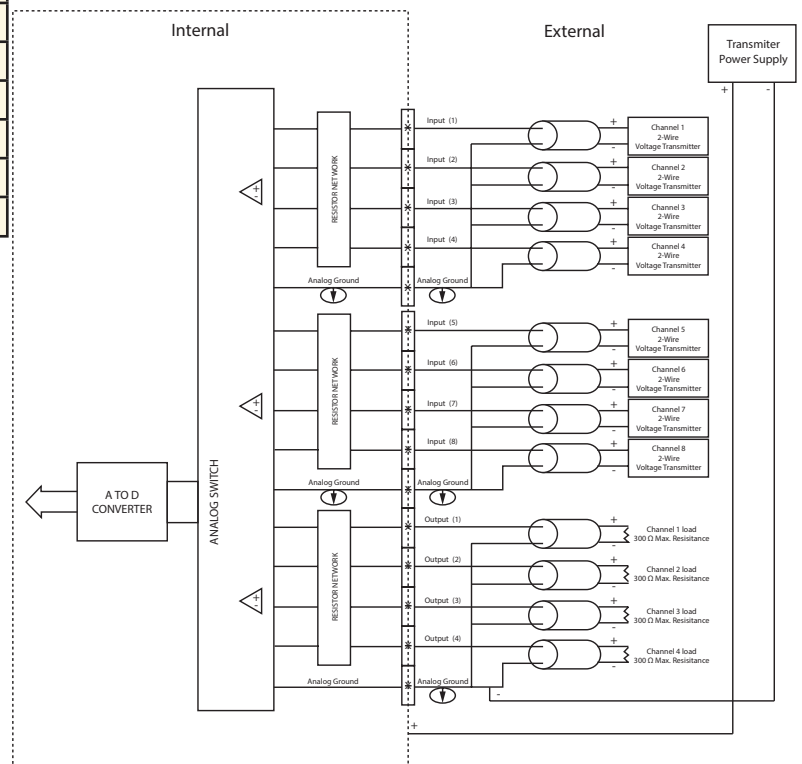 Internal
External
Transmiter
Power Supply
+
-
Input (1)
+
-
Channel 1
2-Wire
Voltage Transmitter
Input (2)
+
-
Channel 2
2-Wire
Voltage Transmitter
Input (3)
+
-
Channel 3
2-Wire
Voltage Transmitter
Input (4)
+
-
Channel 4
2-Wire
Voltage Transmitter
RESISTOR NETWORK
+
-
Analog Ground
Analog Ground
Input (5)
+
-
Channel 5
2-Wire
Voltage Transmitter
Input (6)
+
-
Channel 6
2-Wire
Voltage Transmitter
Input (7)
+
-
Channel 7
2-Wire
Voltage Transmitter
Input (8)
+
-
Channel 8
2-Wire
Voltage Transmitter
RESISTOR NETWORK
+
-
Analog Ground
Analog Ground
A TO D
CONVERTER
ANALOG SWITCH
Output (1)
+
-
Channel 1 load
300 Ω Max. Resisitance
Output (2)
+
-
Channel 2 load
300 Ω Max. Resisitance
Output (3)
+
-
Channel 3 load
300 Ω Max. Resisitance
Output (4)
+
-
Channel 4 load
300 Ω Max. Resisitance
RESISTOR NETWORK
+
-
Analog Ground
Analog Ground
-
+